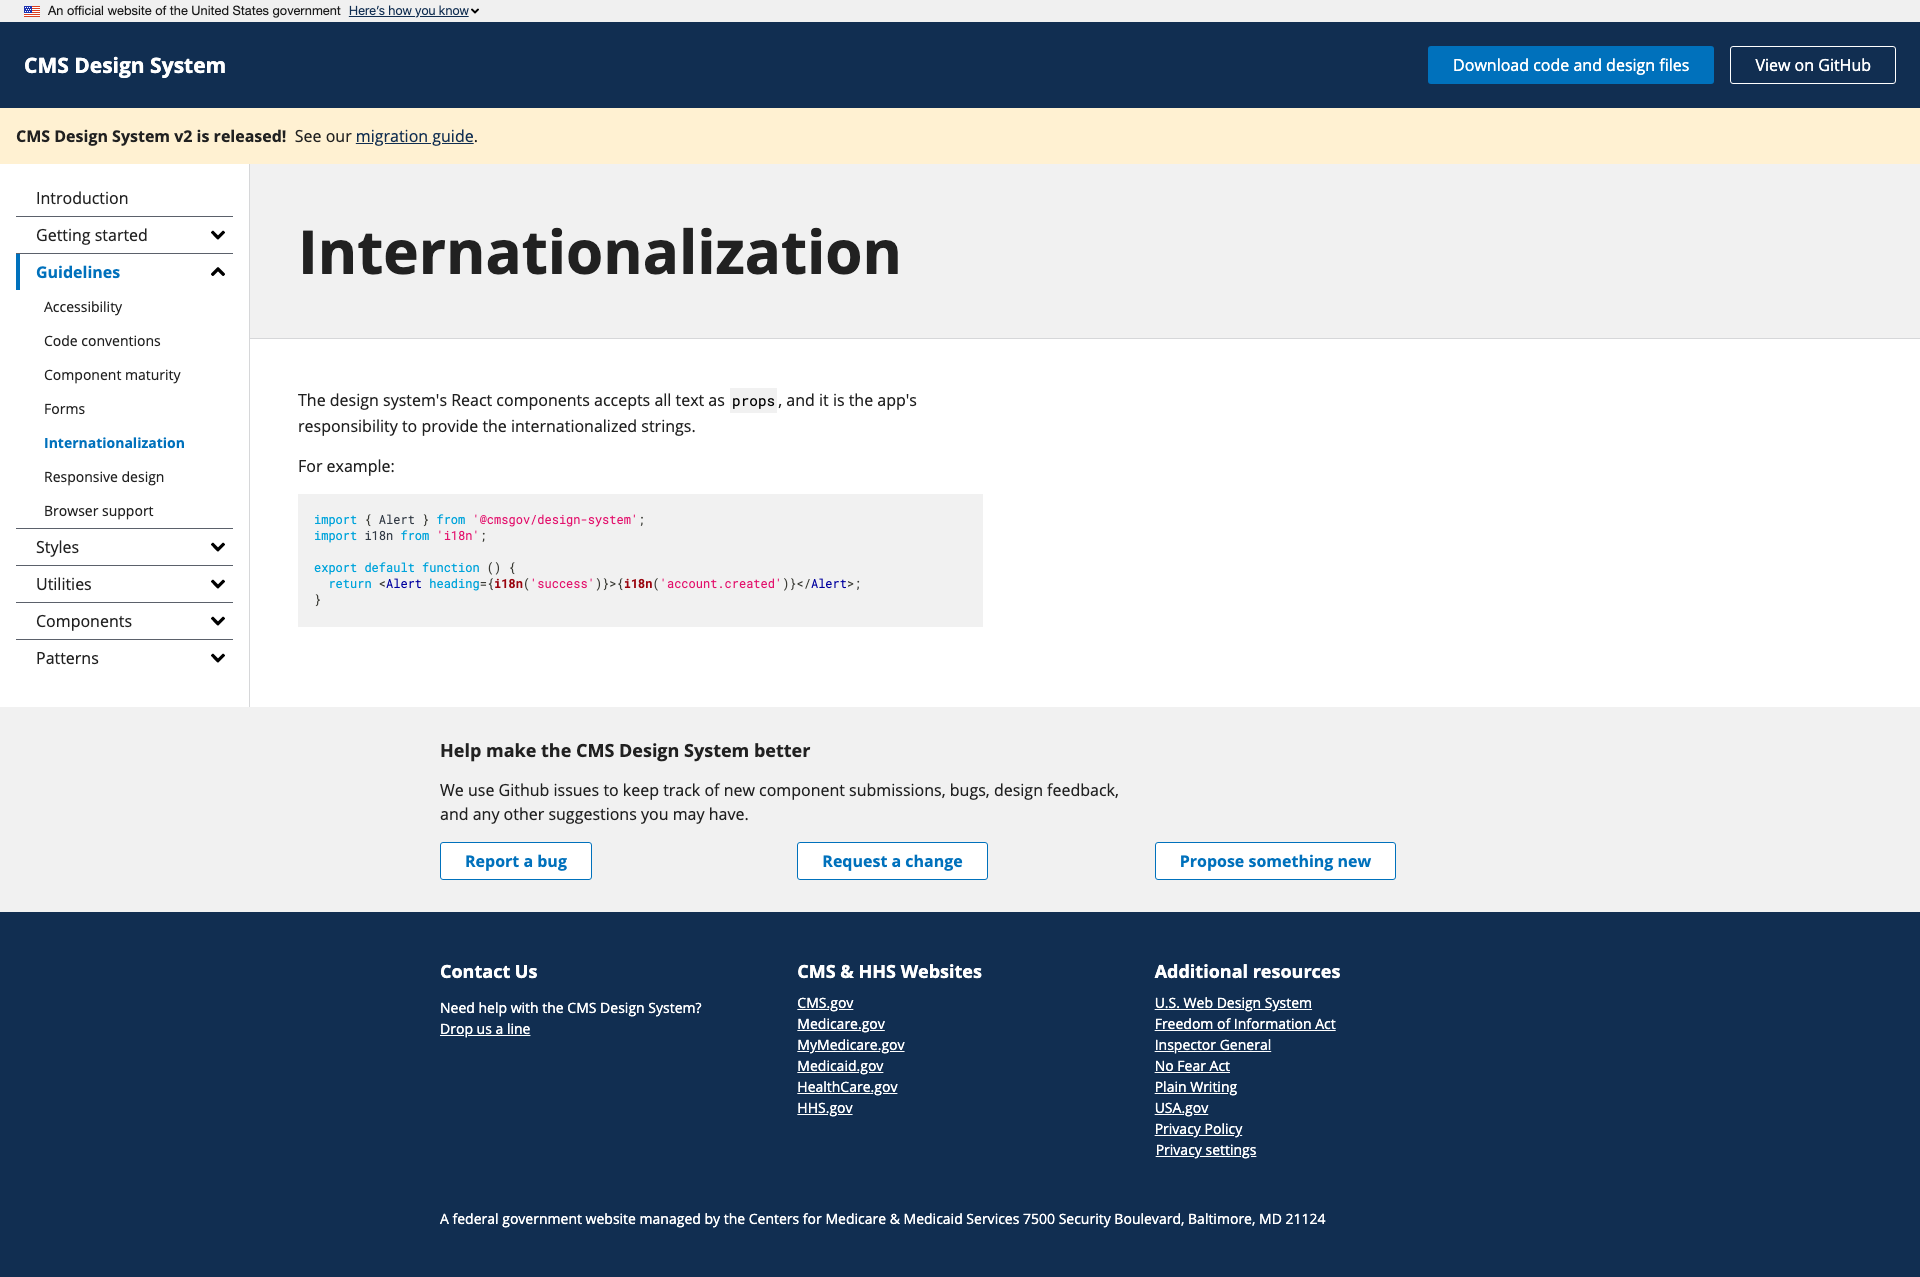 An official website of the United States government Here's how you know
CMS Design System
Download code and design files
View on GitHub
CMS Design System v2 is released! See our migration guide.
Introduction
Getting started
Guidelines
Accessibility
Code conventions
Component maturity
Forms
Internationalization
Responsive design
Browser support
Styles
Utilities
Components
Patterns
Internationalization
The design system's React components accepts all text as props, and it is the app's
responsibility to provide the internationalized strings.
For example:
import { Alert } from '@cmsgov/design-system';
import i18n from 'i18n';
export default function () {
  return <Alert heading={i18n('success')}>{i18n('account.created')}</Alert>;
}
Help make the CMS Design System better
We use Github issues to keep track of new component submissions, bugs, design feedback,
and any other suggestions you may have.
Report a bug
Request a change
Propose something new
Contact Us
Need help with the CMS Design System?
Drop us a line
CMS & HHS Websites
CMS.gov
Medicare.gov
MyMedicare.gov
Medicaid.gov
HealthCare.gov
HHS.gov
Additional resources
U.S. Web Design System
Freedom of Information Act
Inspector General
No Fear Act
Plain Writing
USA.gov
Privacy Policy
Privacy settings
A federal government website managed by the Centers for Medicare & Medicaid Services 7500 Security Boulevard, Baltimore, MD 21124